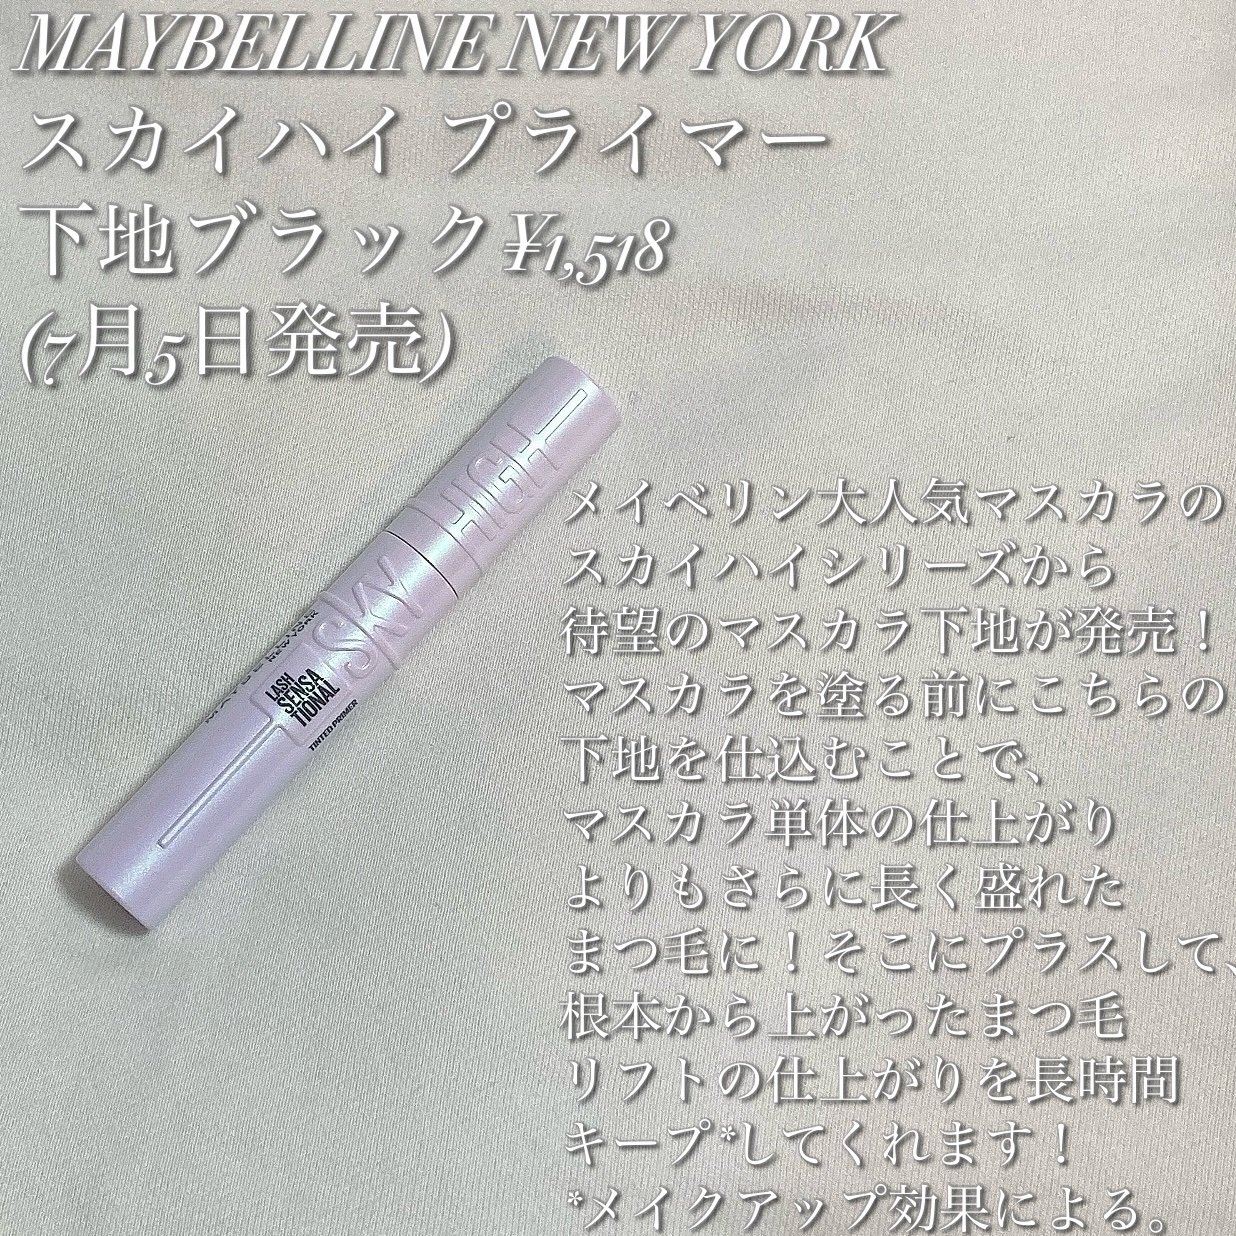 MAYBELLINE NEW YORK
スカイハイ プライマー
下地ブラック¥1,518
(7月5日発売)
SKY HIGH
NEW YORK
LASH
SENSA
TIONAL
TINTED PRIMER
メイベリン大人気マスカラの
スカイハイシリーズから
待望のマスカラ下地が発売！
マスカラを塗る前にこちらの
下地を仕込むことで、
マスカラ単体の仕上がり
よりもさらに長く盛れた
まつ毛に！そこにプラスして、
根本から上がったまつ毛
リフトの仕上がりを長時間
キープ*してくれます！
*メイクアップ効果による。